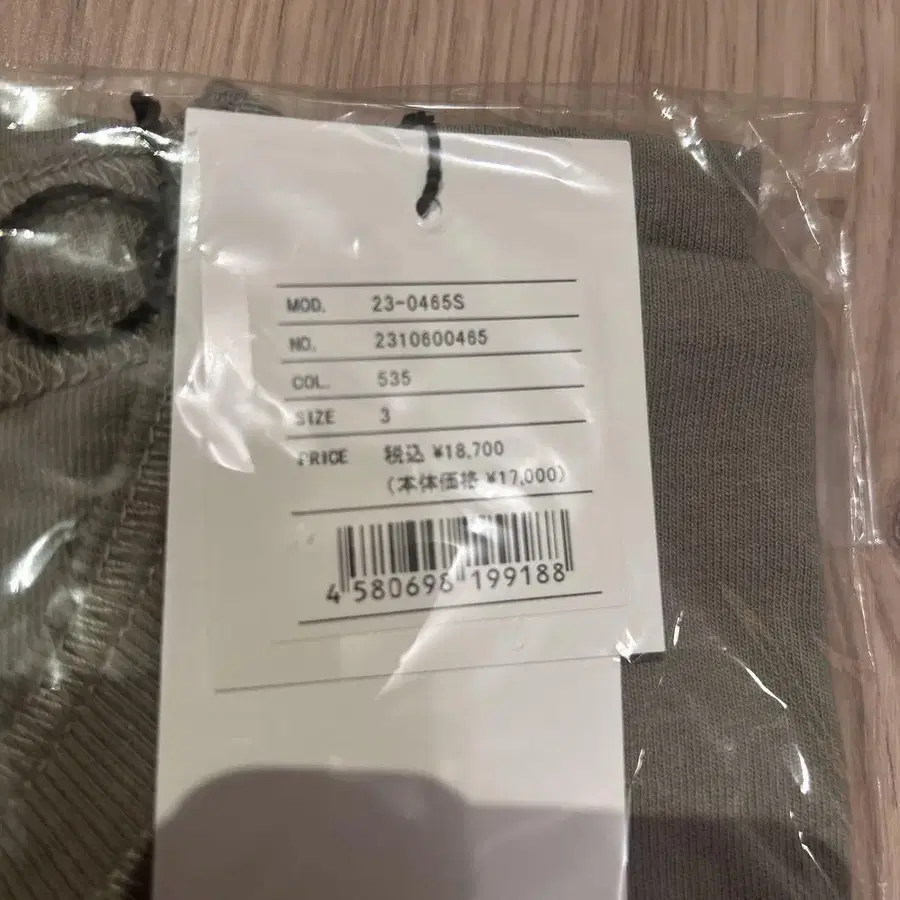 MOD. 23-0465S
NO. 2310600465
COL. 535
SIZE 3
PRICE 税込 ¥18,700
(本体価格 ¥17,000)
4 580698 199188